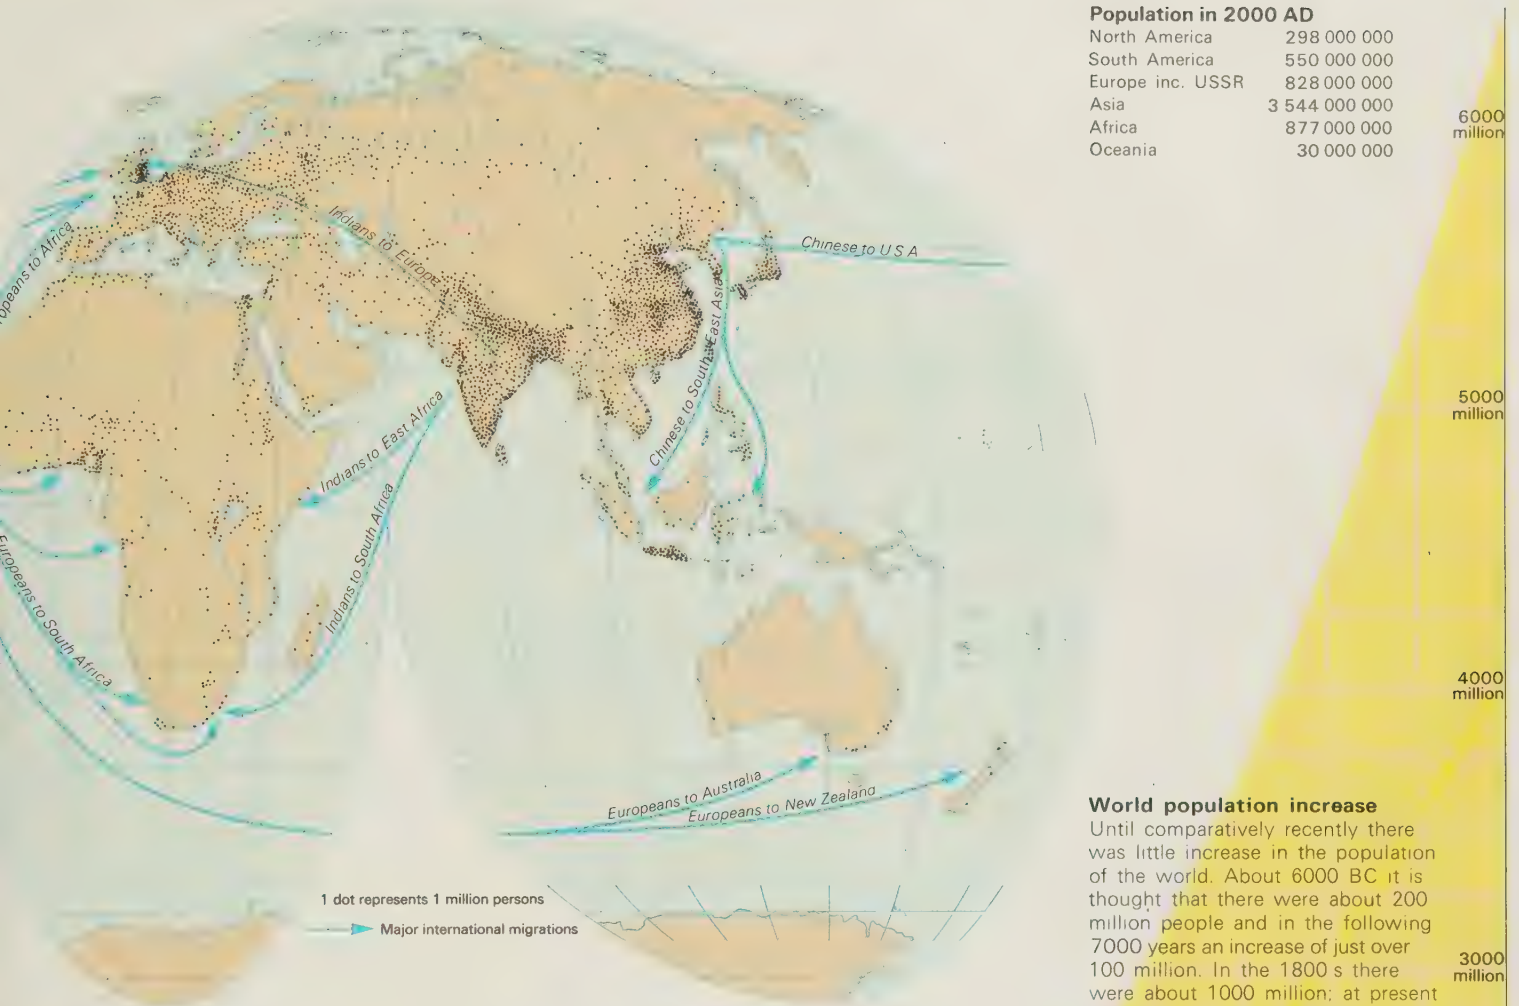 Population in 2000 AD
North America 298 000 000
South America 550 000 000
Europe inc. USSR 828 000 000
Asia 3 544 000 000
Africa 877 000 000
Oceania 30 000 000
6000
million
5000
million
4000
million
3000
million
to Africa
Indians to Europe
Chinese to U S A
Chinese to South East Asia
Indians to East Africa
Indians to South Africa
Europeans to South Africa
Europeans to Australia
Europeans to New Zealand
1 dot represents 1 million persons
Major international migrations
World population increase
Until comparatively recently there
was little increase in the population
of the world. About 6000 BC it is
thought that there were about 200
million people and in the following
7000 years an increase of just over
100 million. In the 1800 s there
were about 1000 million; at present